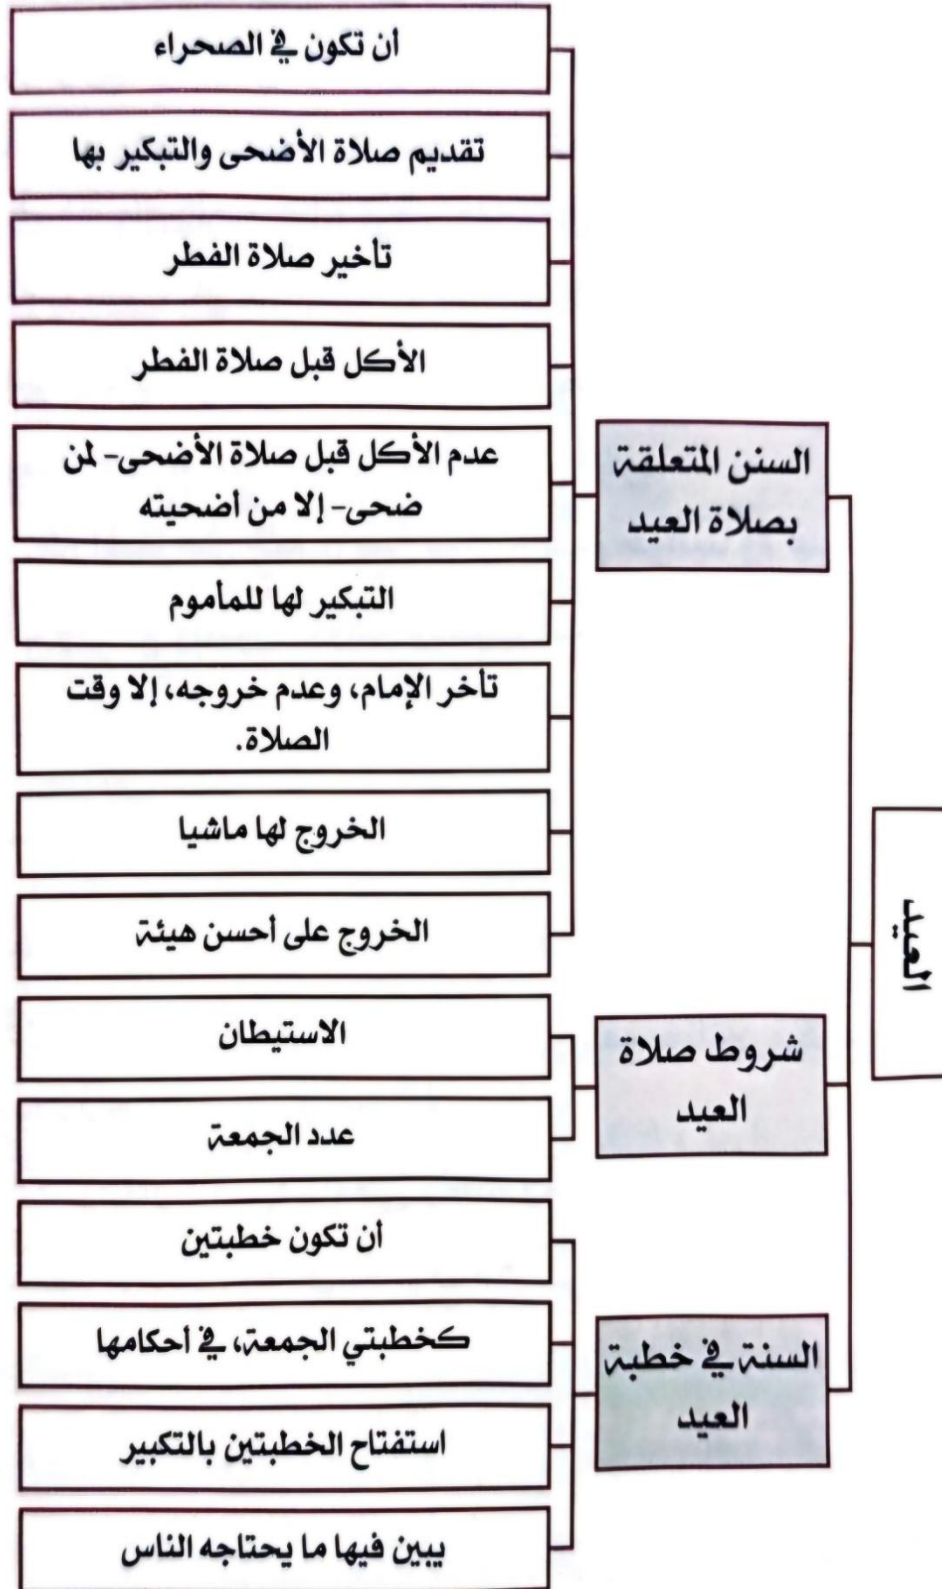 العيد
السنن المتعلقة
بصلاة العيد
أن تكون في الصحراء
تقديم صلاة الأضحى والتبكير بها
تأخير صلاة الفطر
الأكل قبل صلاة الفطر
عدم الأكل قبل صلاة الأضحى- لمن
ضحى- إلا من أضحيته
التبكير لها للمأموم
تأخر الإمام، وعدم خروجه، إلا وقت
الصلاة.
الخروج لها ماشيا
الخروج على أحسن هيئة
شروط صلاة
العيد
الاستيطان
عدد الجمعة
السنة في خطبة
العيد
أن تكون خطبتين
كخطبتي الجمعة، في أحكامها
استفتاح الخطبتين بالتكبير
يبين فيها ما يحتاجه الناس